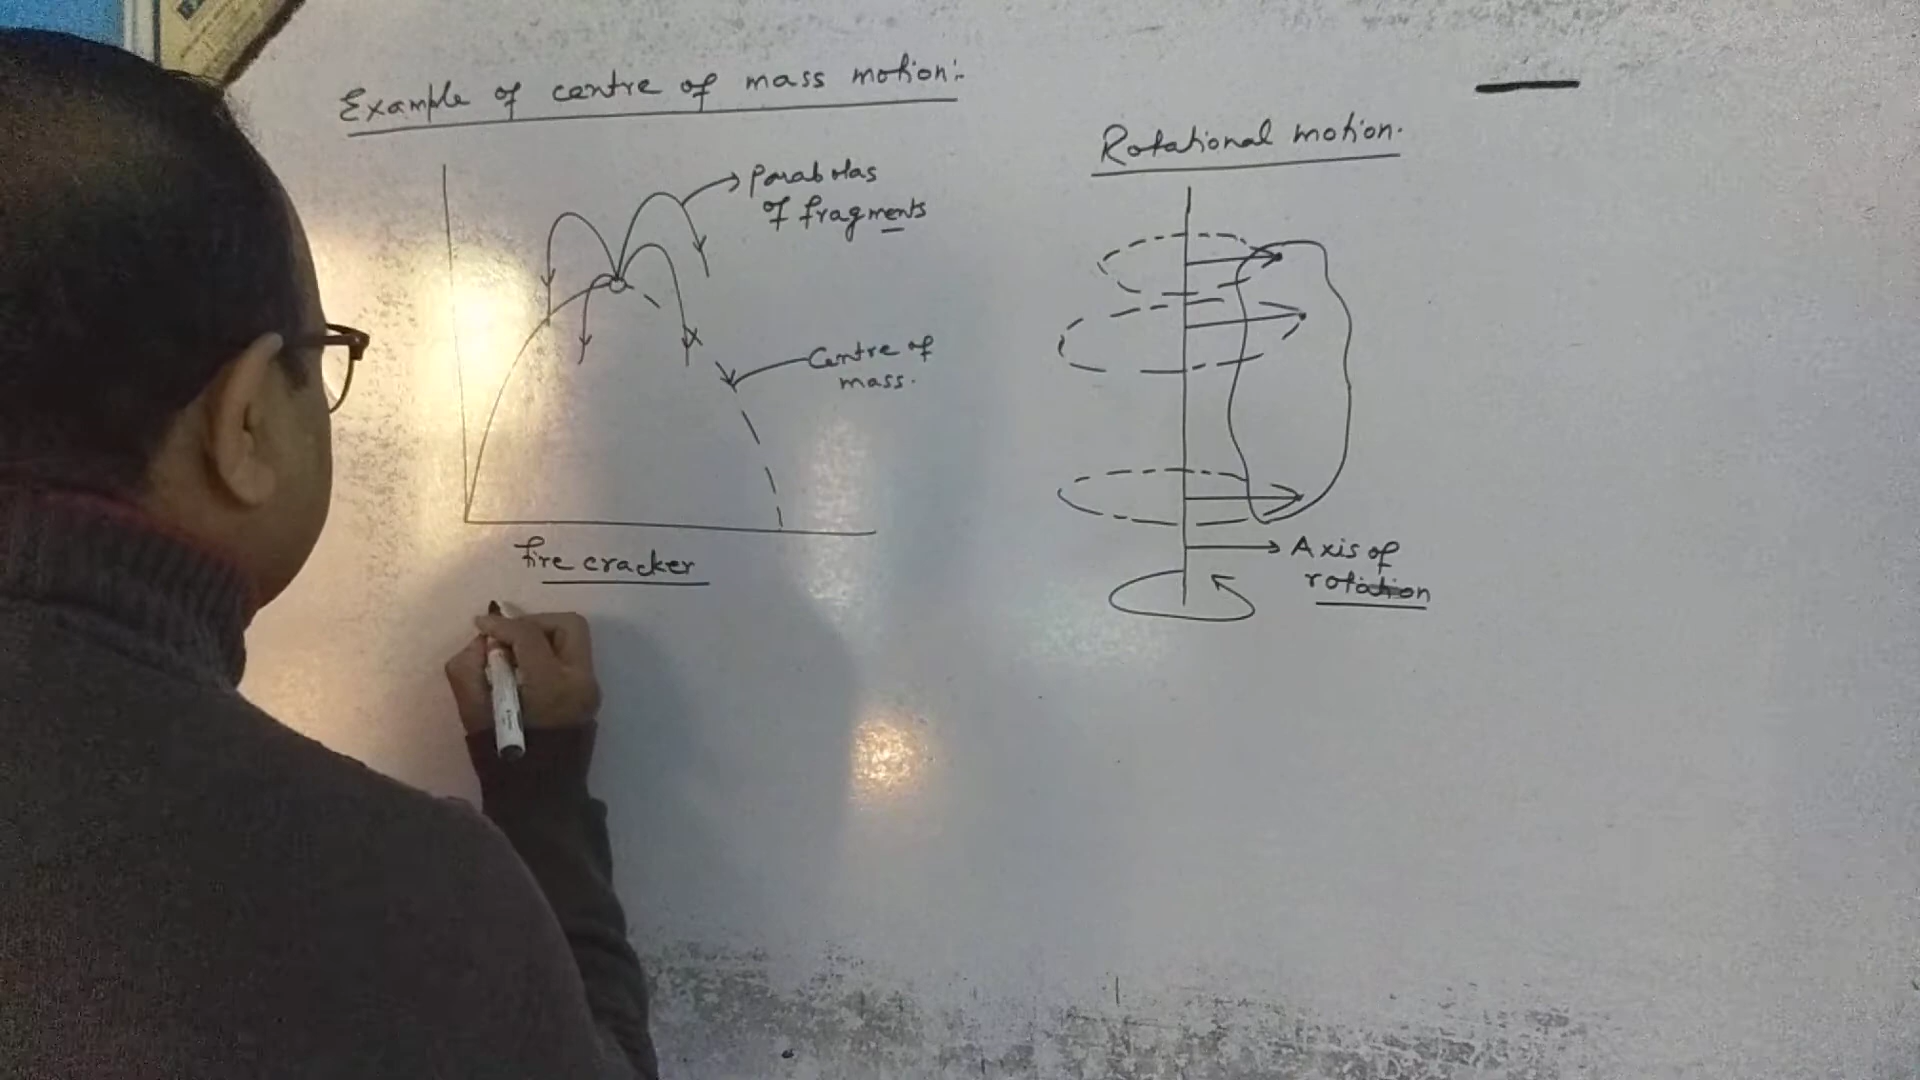 Example of centre of mass motion:-
Parabolas
of fragments
Centre of
mass.
Fire cracker
Rotational motion.
Axis of
rotation